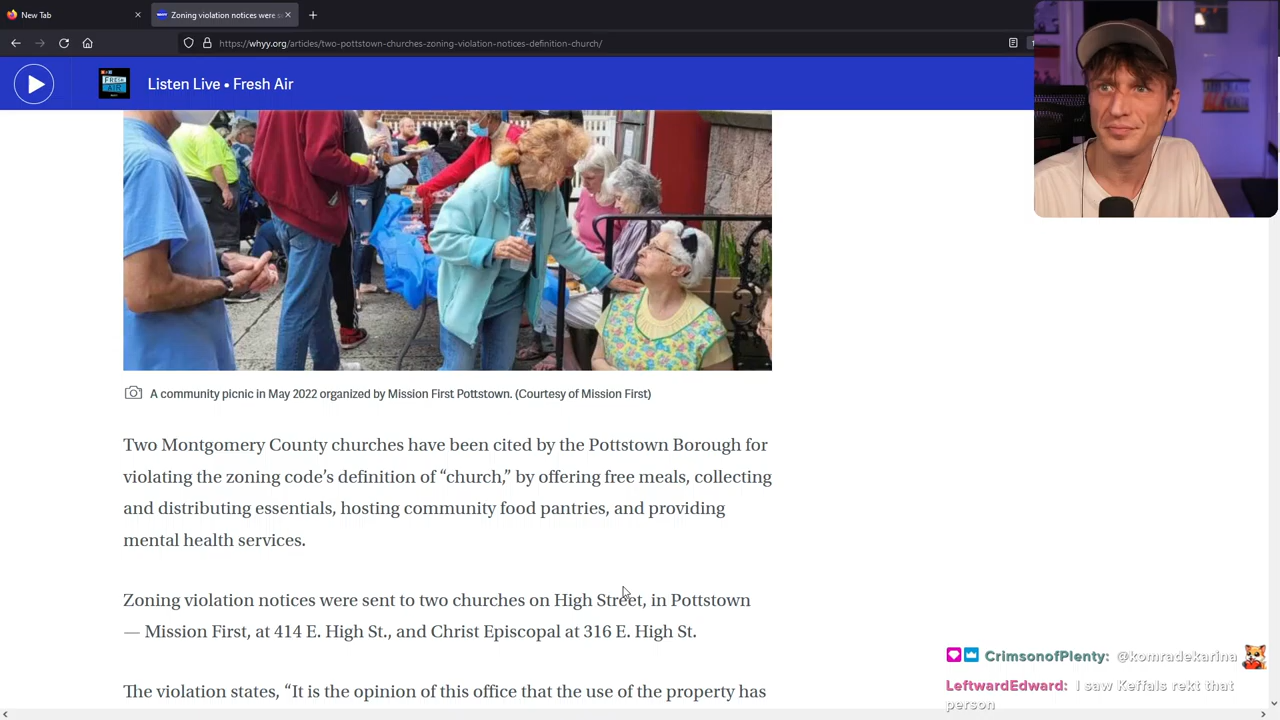 New Tab
Zoning violation notices were s
https://whyy.org/articles/two-pottstown-churches-zoning-violation-notices-definition-church/
Listen Live • Fresh Air
A community picnic in May 2022 organized by Mission First Pottstown. (Courtesy of Mission First)
Two Montgomery County churches have been cited by the Pottstown Borough for
violating the zoning code’s definition of “church,” by offering free meals, collecting
and distributing essentials, hosting community food pantries, and providing
mental health services.
Zoning violation notices were sent to two churches on High Street, in Pottstown
— Mission First, at 414 E. High St., and Christ Episcopal at 316 E. High St.
The violation states, “It is the opinion of this office that the use of the property has
CrimsonofPlenty: @komradekarina
LeftwardEdward: I saw Keffals rekt that
person